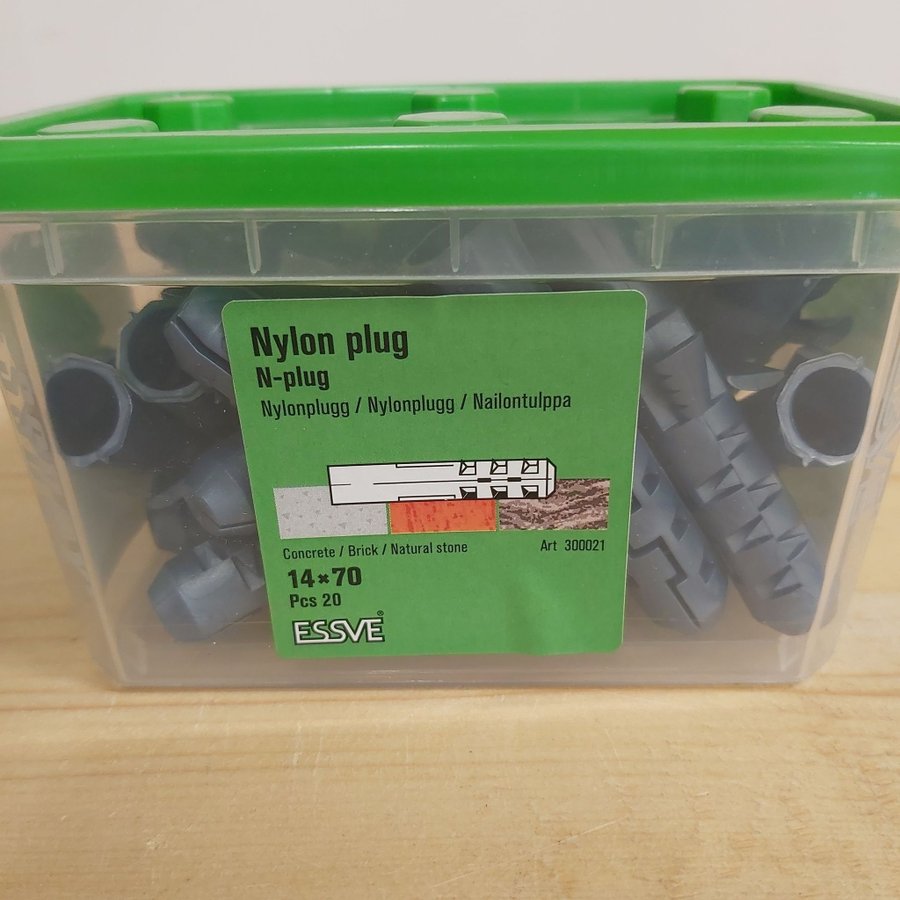 Nylon plug
N-plug
Nylonplugg / Nylonplugg / Nailontulppa
Concrete / Brick / Natural stone Art 300021
14×70
Pcs 20
ESSVE®